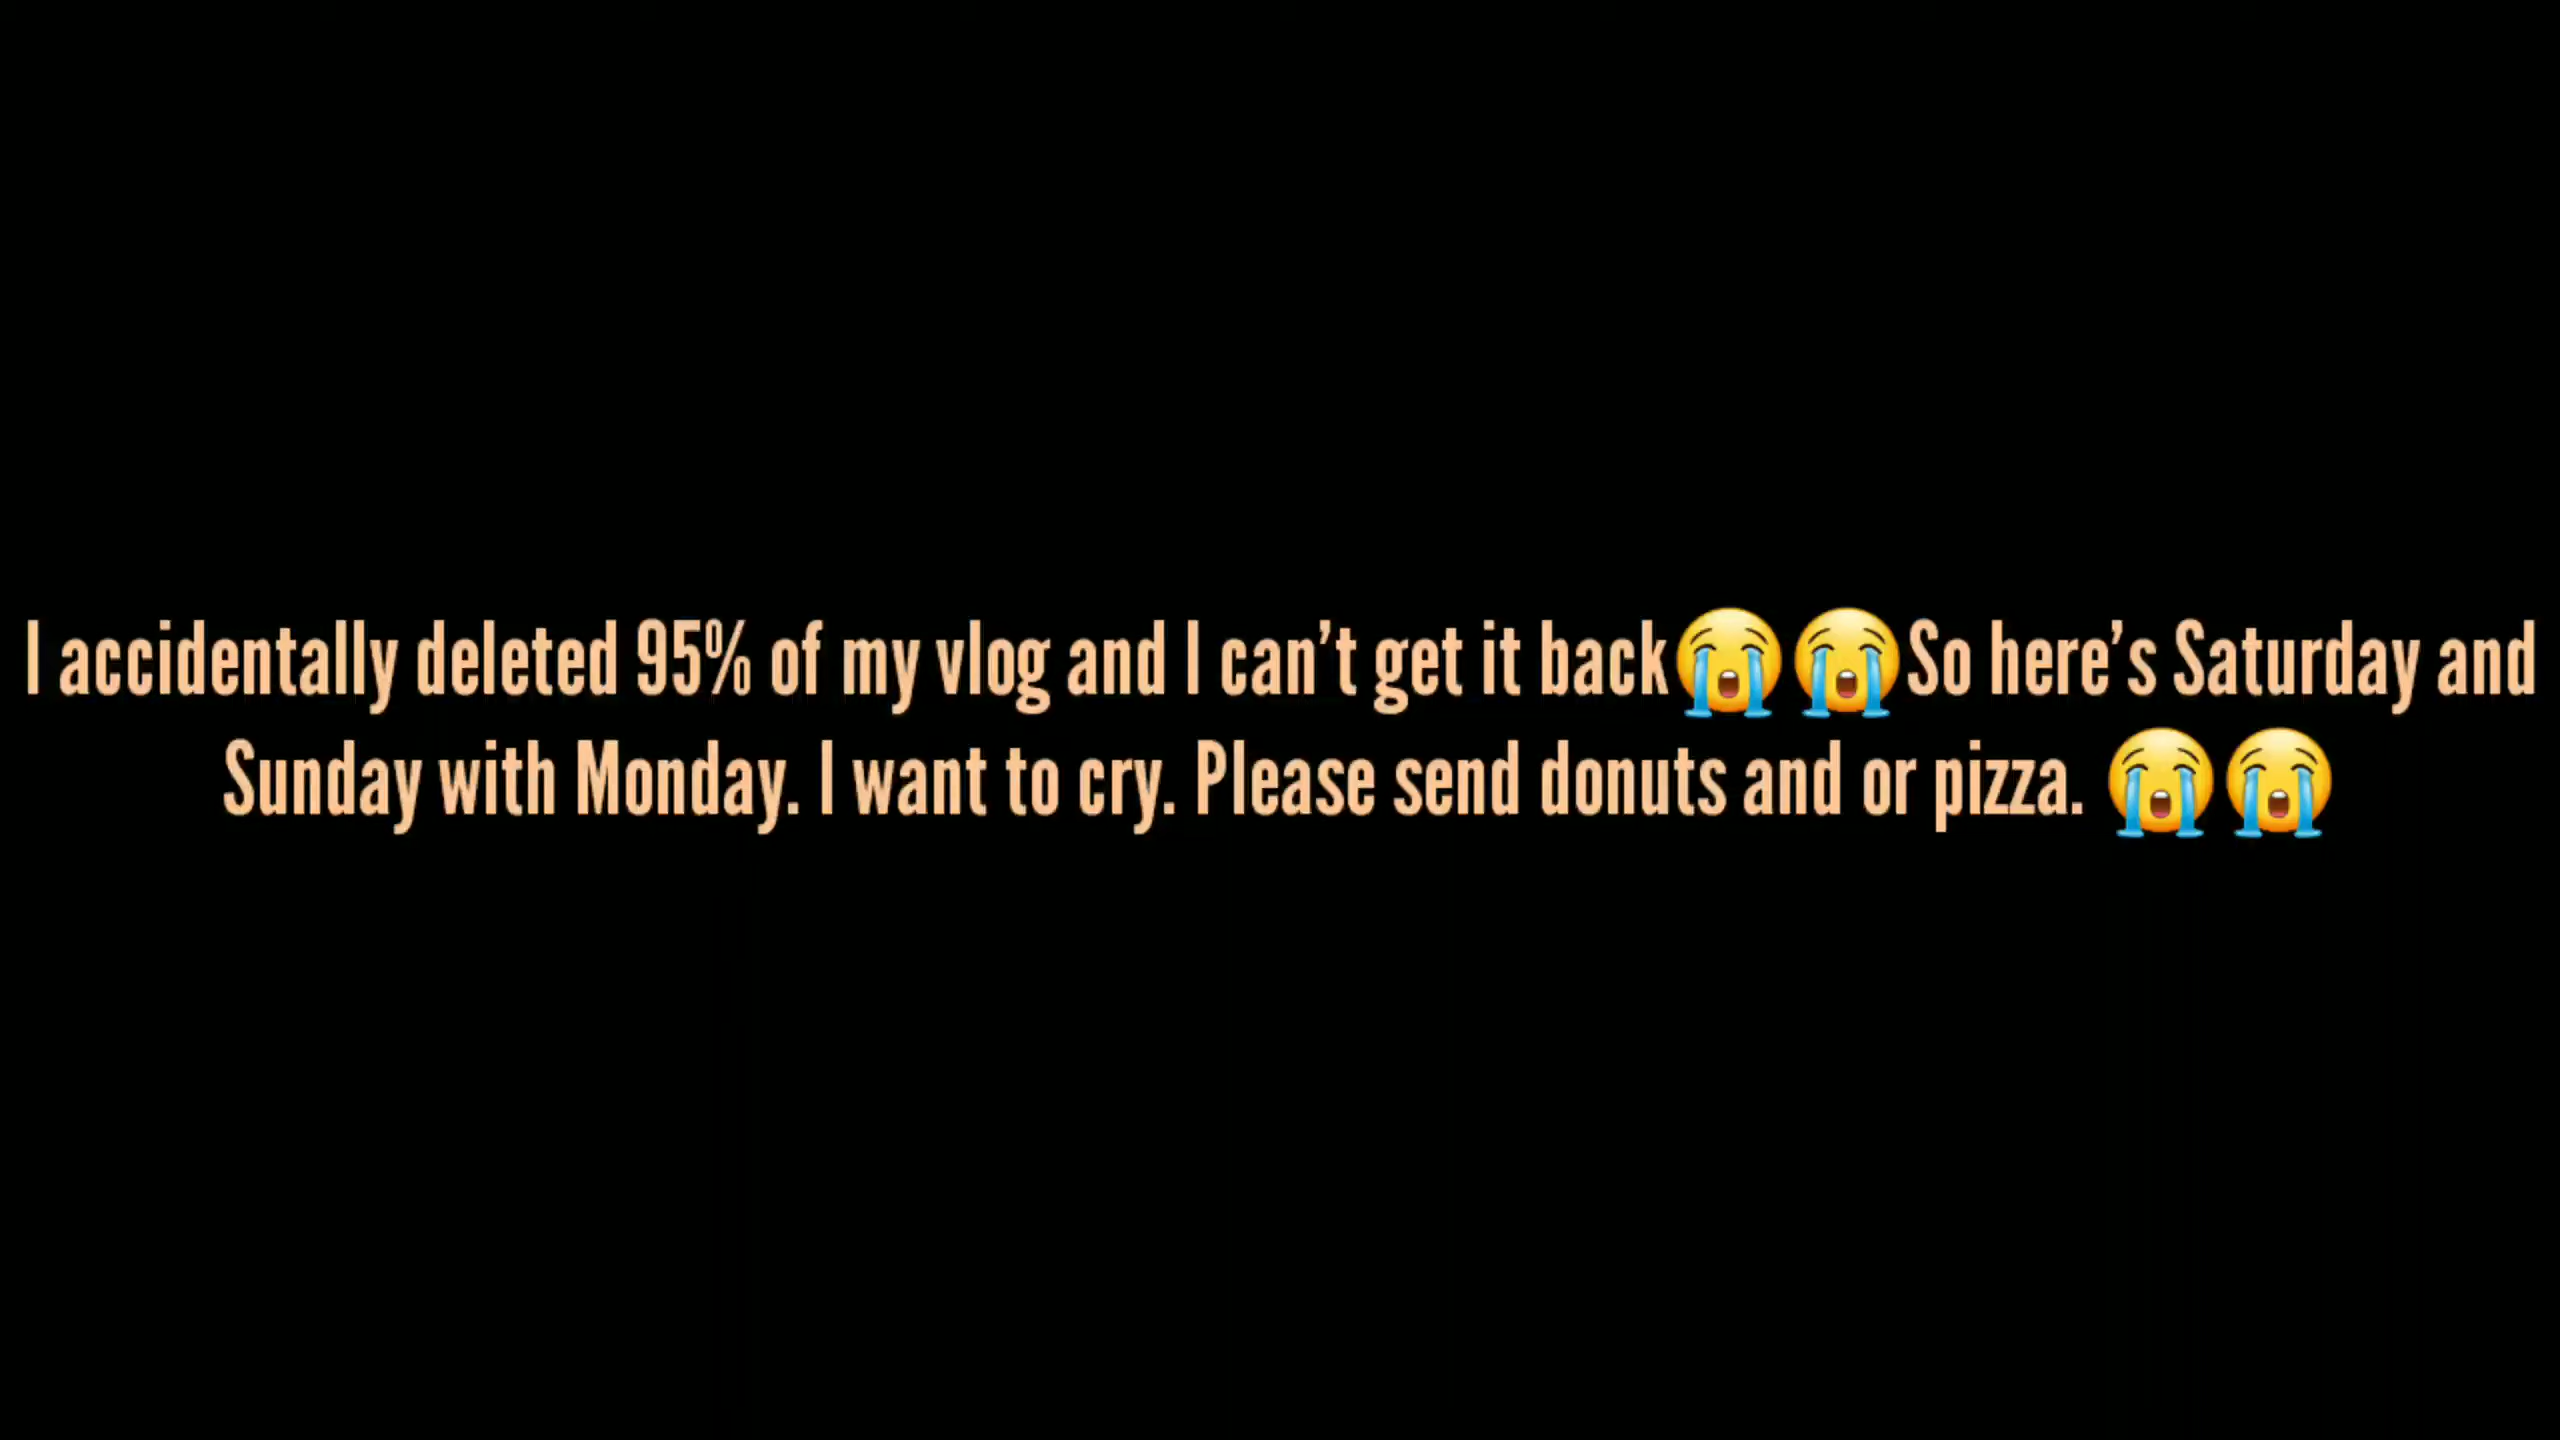 I accidentally deleted 95% of my vlog and I can’t get it back😭😭So here’s Saturday and
Sunday with Monday. I want to cry. Please send donuts and or pizza. 😭😭